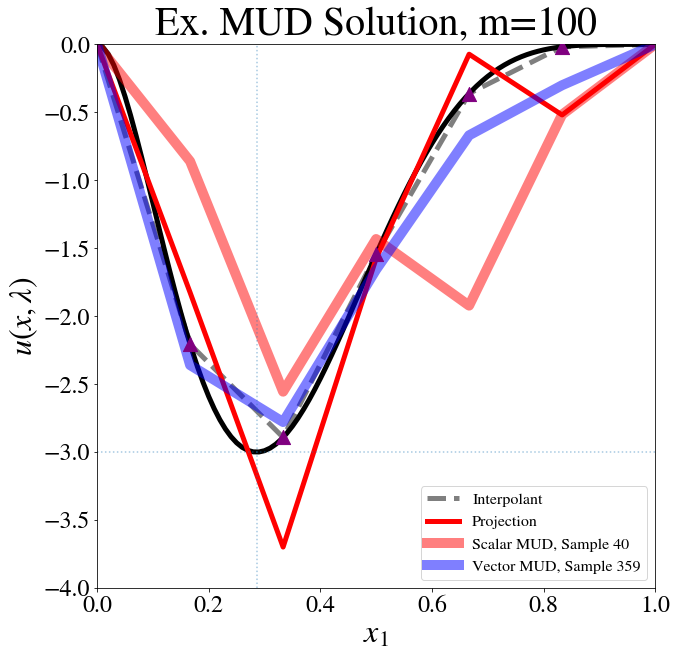 Ex. MUD Solution, m=100
u(x, λ)
0.0
−0.5
−1.0
−1.5
−2.0
−2.5
−3.0
−3.5
−4.0
Interpolant
Projection
Scalar MUD, Sample 40
Vector MUD, Sample 359
0.0 0.2 0.4 0.6 0.8 1.0
x₁